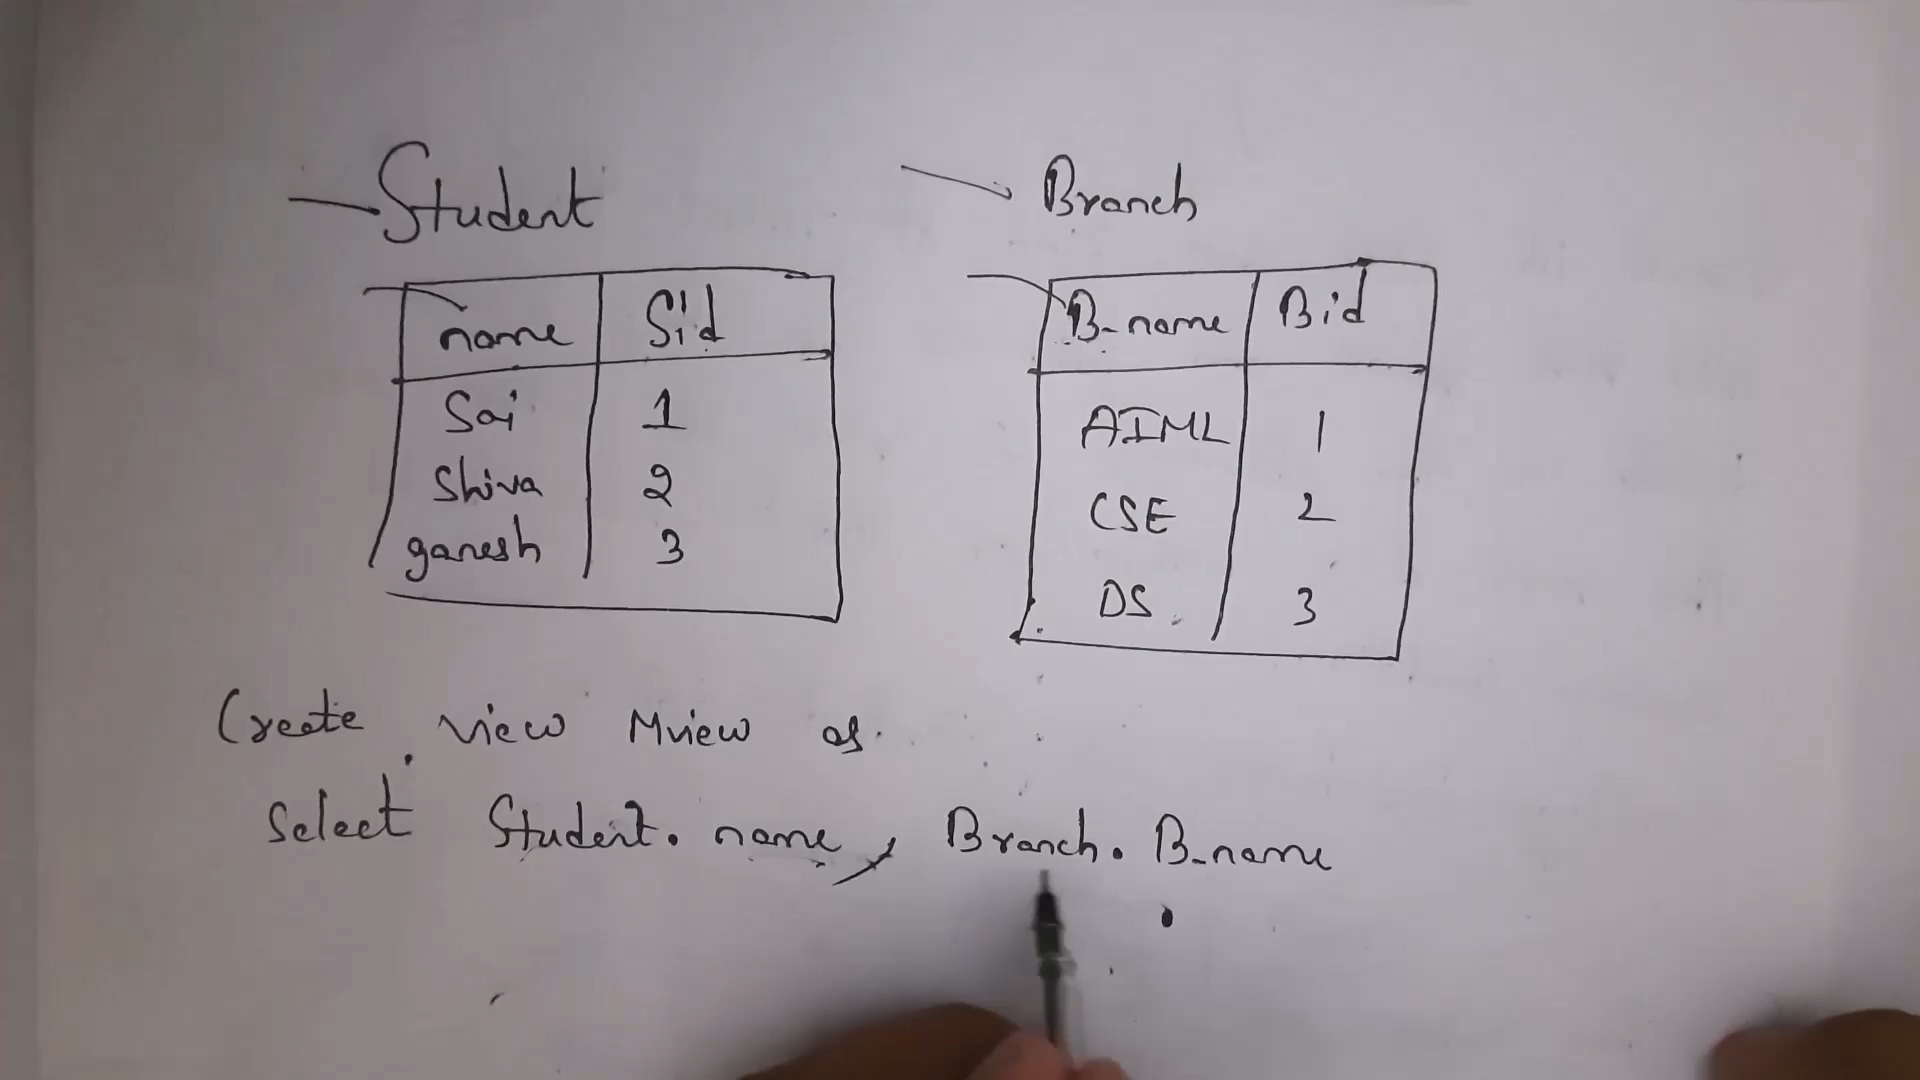 Student
name Sid
Sai 1
Shiva 2
ganesh 3
Branch
B-name Bid
AIML 1
CSE 2
DS 3
Create view Mview as
Select Student. name, Branch. B-name